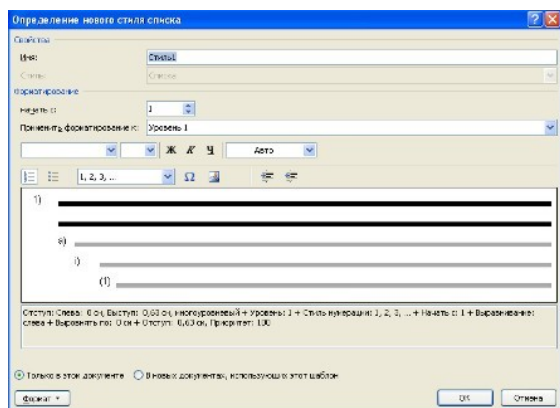 Определение нового стиля списка
Свойства
Имя: Стиль1
Стиль: Списка
Форматирование
начать с: 1
Применить форматирование к: Уровень 1
Ж К Ч Авто
1, 2, 3, ... Ω
1)
a)
i)
(1)
Отступ: Слева: 0 см, Выступ: 0,63 см, многоуровневый + Уровень: 1 + Стиль нумерации: 1, 2, 3, ... + Начать с: 1 + Выравнивание:
слева + Выровнять по: 0 см + Отступ: 0,63 см, Приоритет: 100
Только в этом документе В новых документах, использующих этот шаблон
Формат ОК Отмена